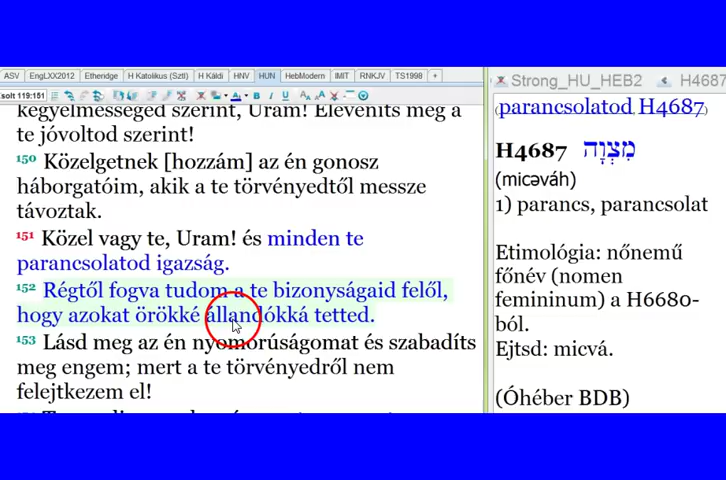 ASV EngLXX2012 Etheridge H Katolikus (SztI) H Káldi HNV HUN HebModern IMIT RNKJV TS1998 +
Zsolt 119:151
kegyelmességed szerint, Uram! Eleveníts meg a
te jóvoltod szerint!
150 Közelgetnek [hozzám] az én gonosz
háborgatóim, akik a te törvényedtől messze
távoztak.
151 Közel vagy te, Uram! és minden te
parancsolatod igazság.
152 Régtől fogva tudom a te bizonyságaid felől,
hogy azokat örökké állandókká tetted.
153 Lásd meg az én nyomorúságomat és szabadíts
meg engem; mert a te törvényedről nem
felejtkezem el!
Strong_HU_HEB2 H4687
(parancsolatod H4687)
H4687 מִצְוָה
(micəváh)
1) parancs, parancsolat
Etimológia: nőnemű
főnév (nomen
femininum) a H6680-
ból.
Ejtsd: micvá.
(Óhéber BDB)